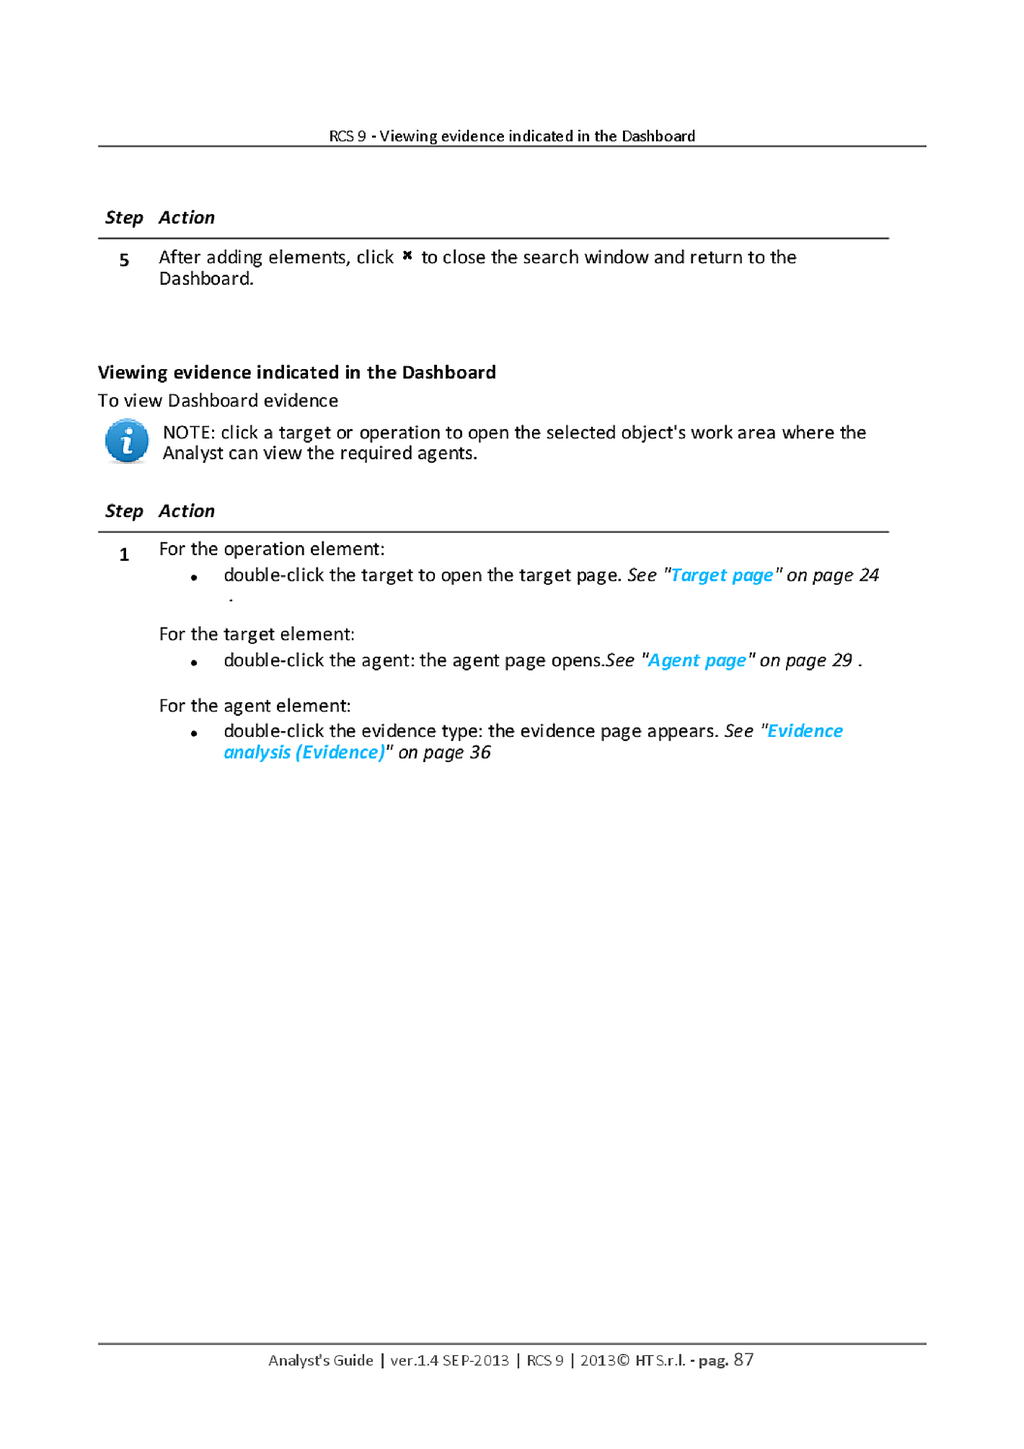 RCS 9 - Viewing evidence indicated in the Dashboard
Step Action
5 After adding elements, click ✖ to close the search window and return to the
Dashboard.
Viewing evidence indicated in the Dashboard
To view Dashboard evidence
NOTE: click a target or operation to open the selected object's work area where the
Analyst can view the required agents.
Step Action
1 For the operation element:
• double-click the target to open the target page. See "Target page" on page 24
.
For the target element:
• double-click the agent: the agent page opens.See "Agent page" on page 29 .
For the agent element:
• double-click the evidence type: the evidence page appears. See "Evidence
analysis (Evidence)" on page 36
Analyst's Guide | ver.1.4 SEP-2013 | RCS 9 | 2013© HT S.r.l. - pag. 87